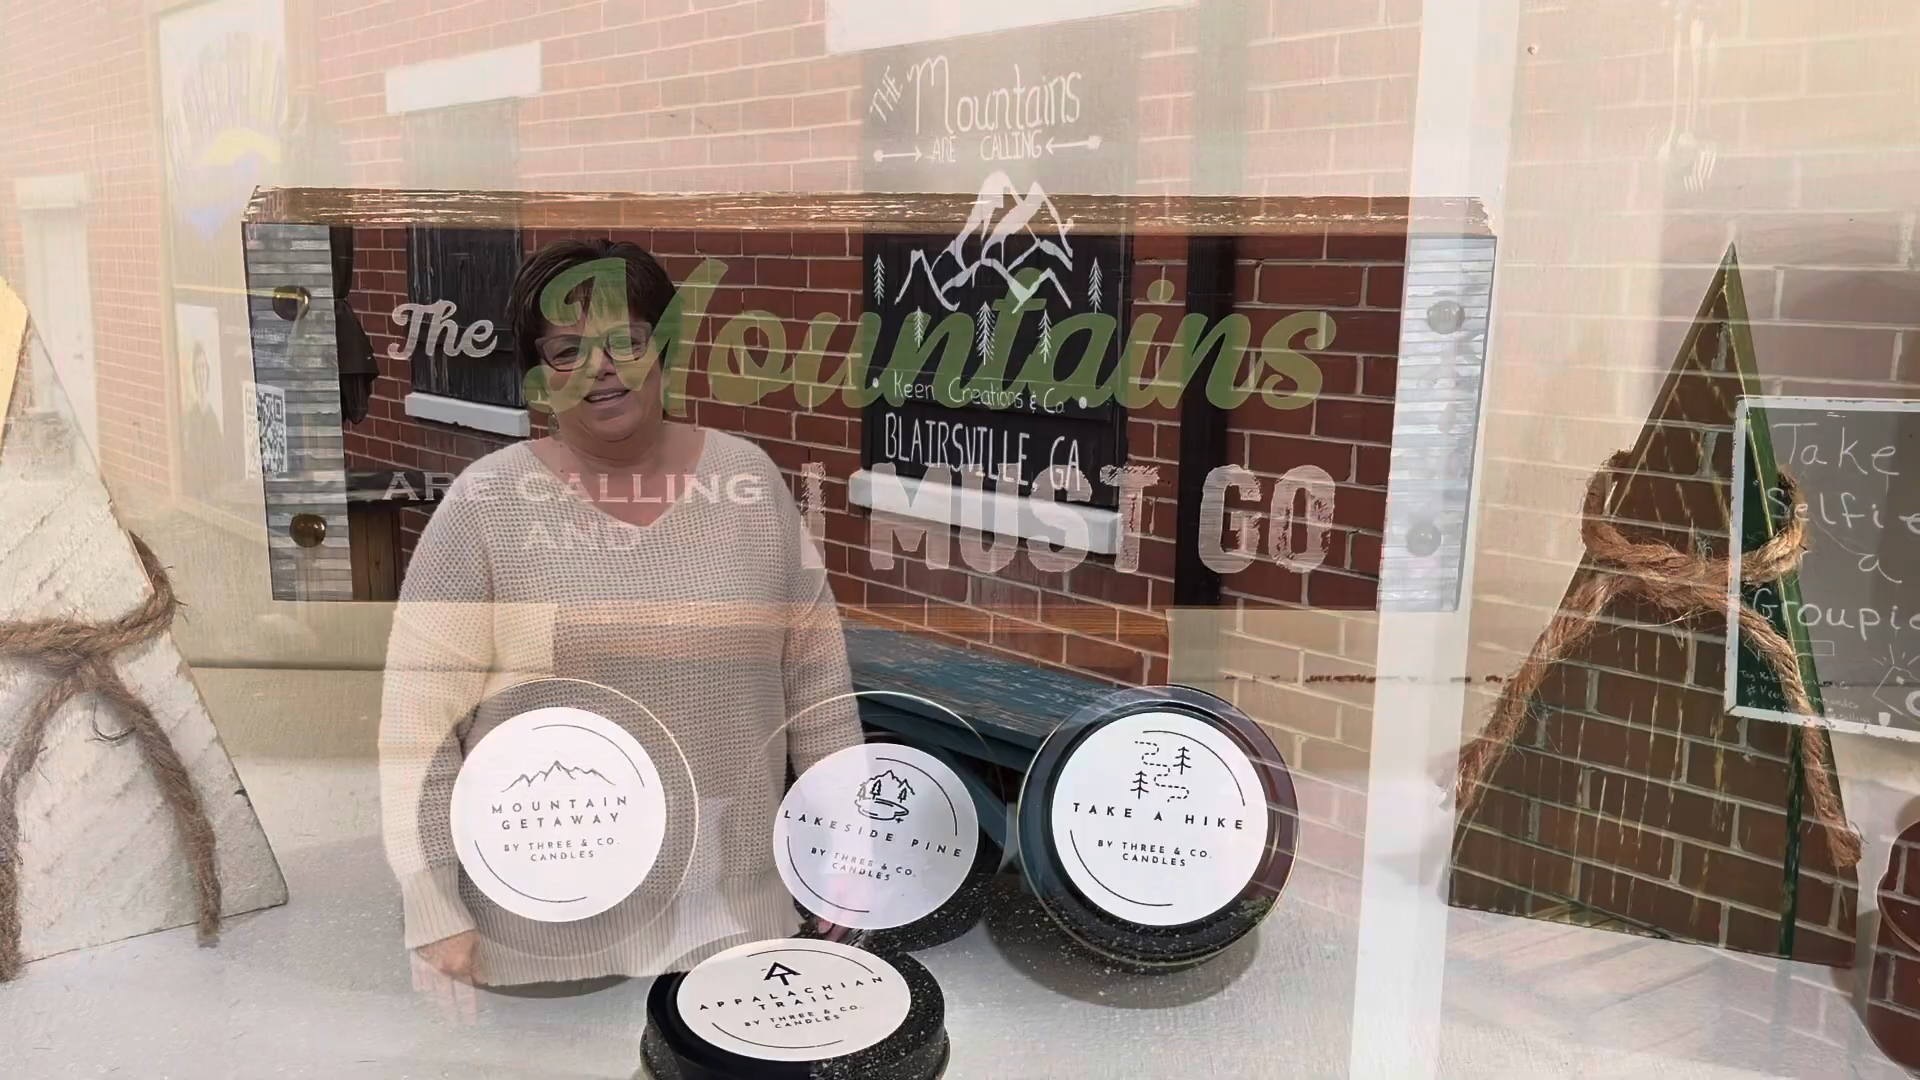 THE Mountains
ARE CALLING
Keen Creations & Co.
BLAIRSVILLE, GA
The Mountains
ARE CALLING
AND
I MUST GO
Take
Selfie
a
Groupie
MOUNTAIN
GETAWAY
BY THREE & CO.
CANDLES
LAKESIDE PINE
BY THREE & CO.
CANDLES
TAKE A HIKE
BY THREE & CO.
CANDLES
APPALACHIAN
TRAIL
BY THREE & CO.
CANDLES